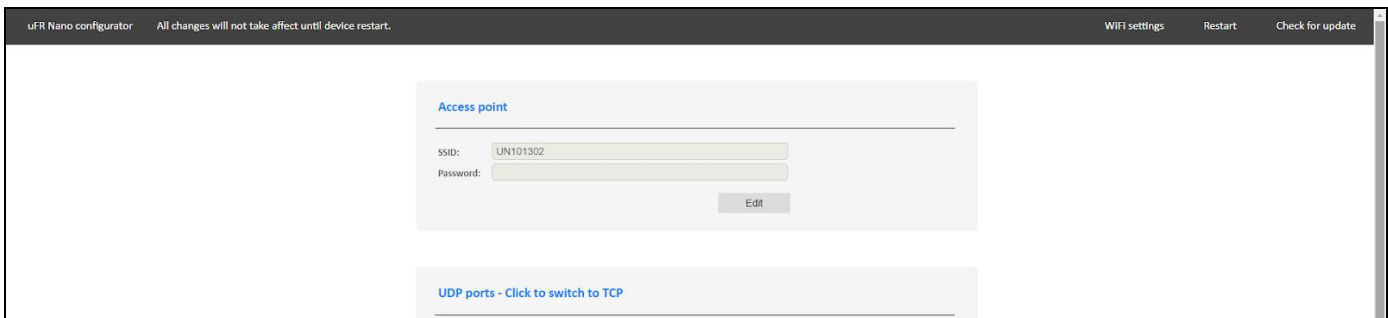 uFR Nano configurator All changes will not take affect until device restart. WiFi settings Restart Check for update
Access point
SSID: UN101302
Password:
Edit
UDP ports - Click to switch to TCP